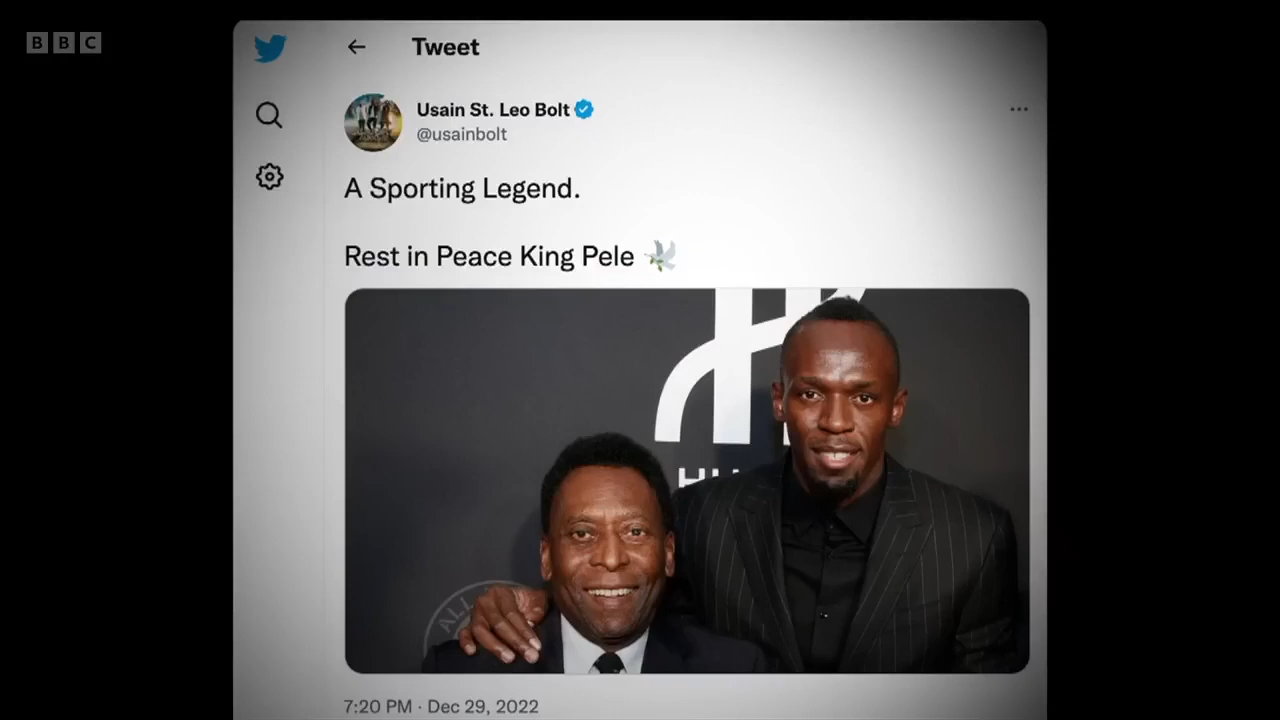 BBC
Tweet
Usain St. Leo Bolt
@usainbolt
A Sporting Legend.
Rest in Peace King Pele 🕊️
ALL
7:20 PM · Dec 29, 2022